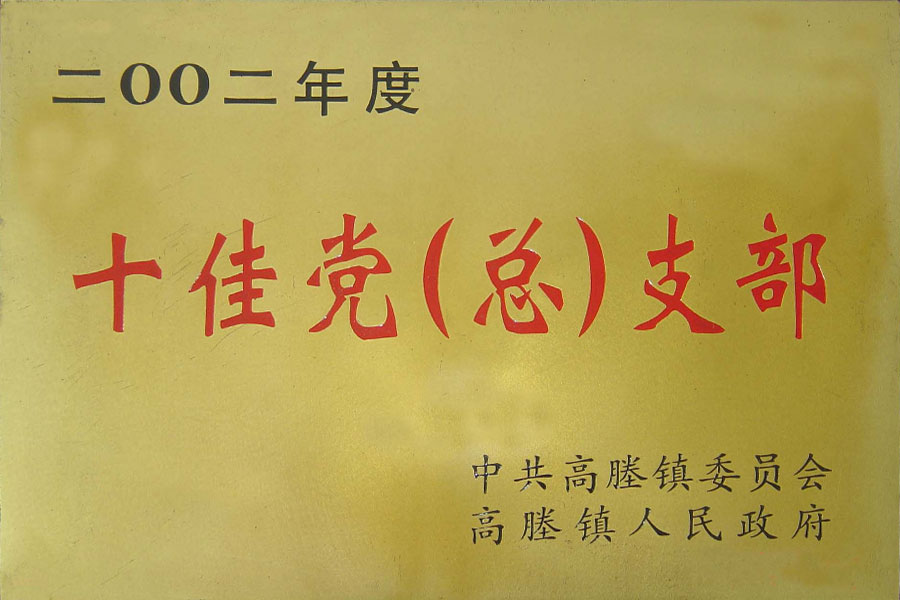 二OO二年度
十佳党(总)支部
中共高塍镇委员会
高塍镇人民政府